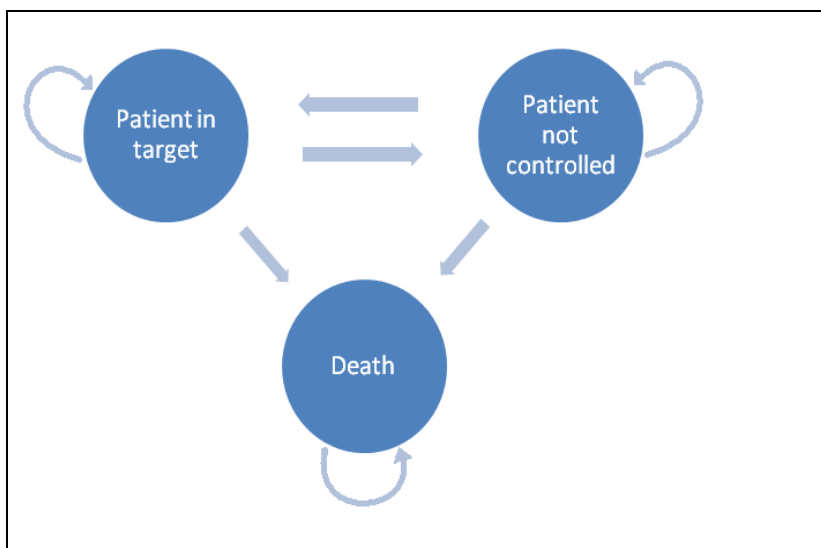 Patient in
target
Patient
not
controlled
Death